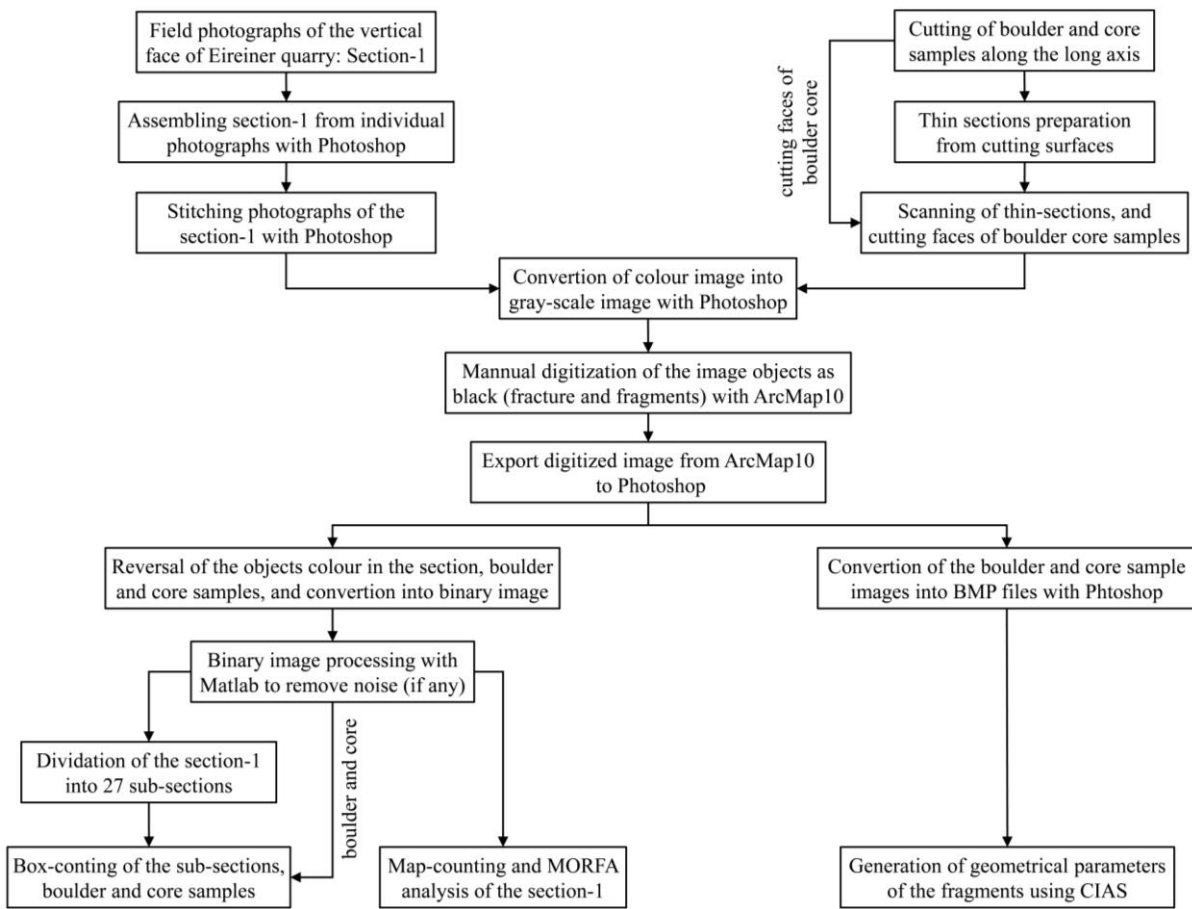 Field photographs of the vertical
face of Eireiner quarry: Section-1
Assembling section-1 from individual
photographs with Photoshop
Stitching photographs of the
section-1 with Photoshop
Cutting of boulder and core
samples along the long axis
cutting faces of
boulder core
Thin sections preparation
from cutting surfaces
Scanning of thin-sections, and
cutting faces of boulder core samples
Convertion of colour image into
gray-scale image with Photoshop
Mannual digitization of the image objects as
black (fracture and fragments) with ArcMap10
Export digitized image from ArcMap10
to Photoshop
Reversal of the objects colour in the section, boulder
and core samples, and convertion into binary image
Convertion of the boulder and core sample
images into BMP files with Phtoshop
Binary image processing with
Matlab to remove noise (if any)
Dividation of the section-1
into 27 sub-sections
boulder and core
Box-conting of the sub-sections,
boulder and core samples
Map-counting and MORFA
analysis of the section-1
Generation of geometrical parameters
of the fragments using CIAS